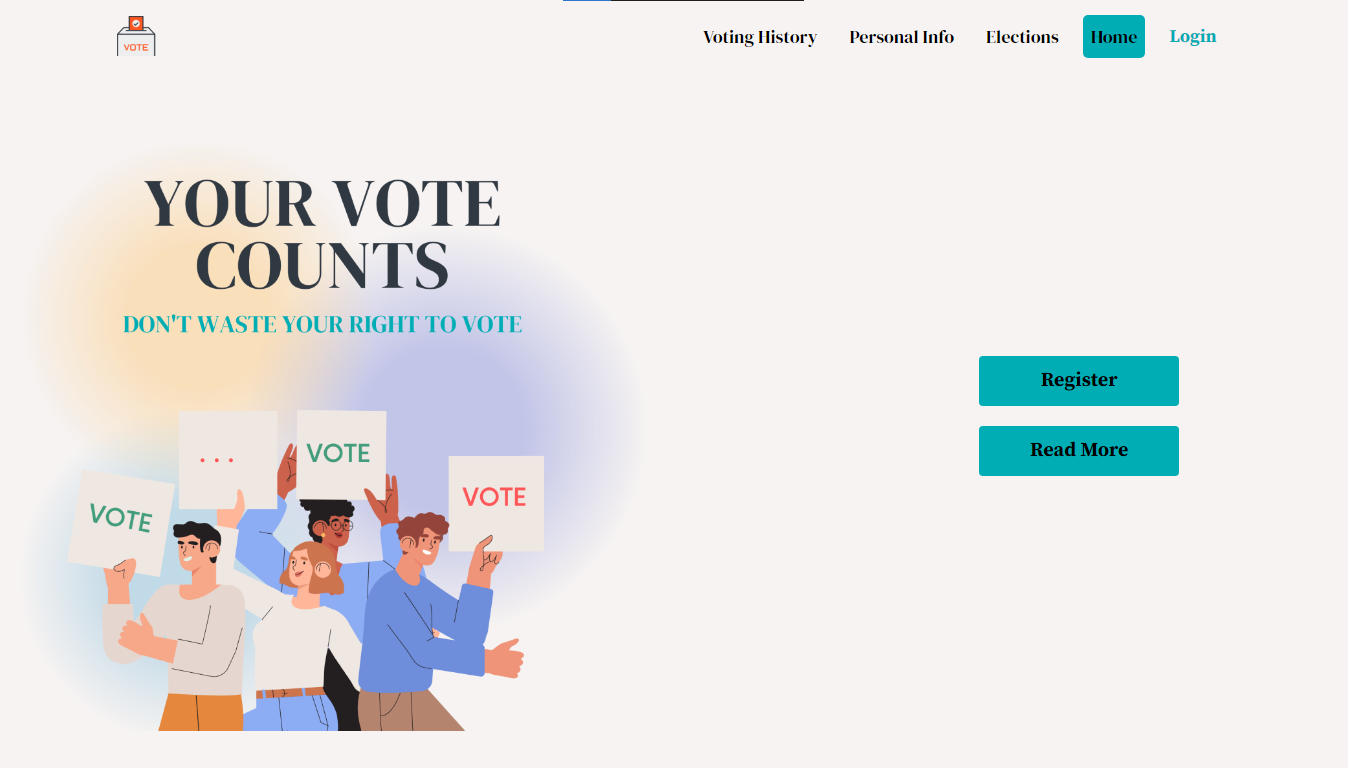 VOTE
Voting History
Personal Info
Elections
Home
Login
YOUR VOTE
COUNTS
DON'T WASTE YOUR RIGHT TO VOTE
Register
Read More
. . .
VOTE
VOTE
VOTE